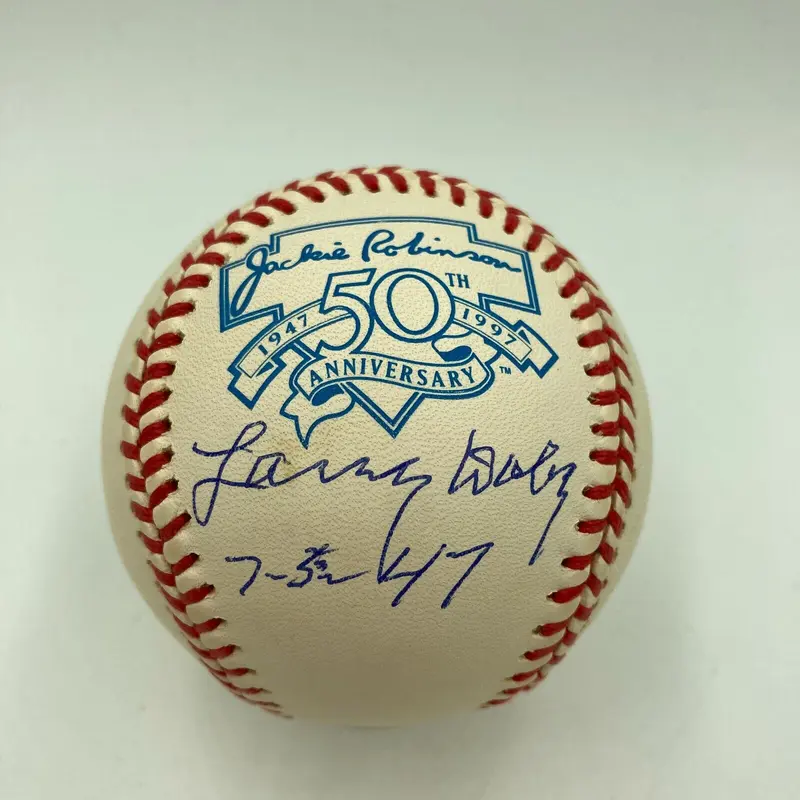 Jackie Robinson
50TH
1947 1997
ANNIVERSARY ™
Larry Doby
7-5-47